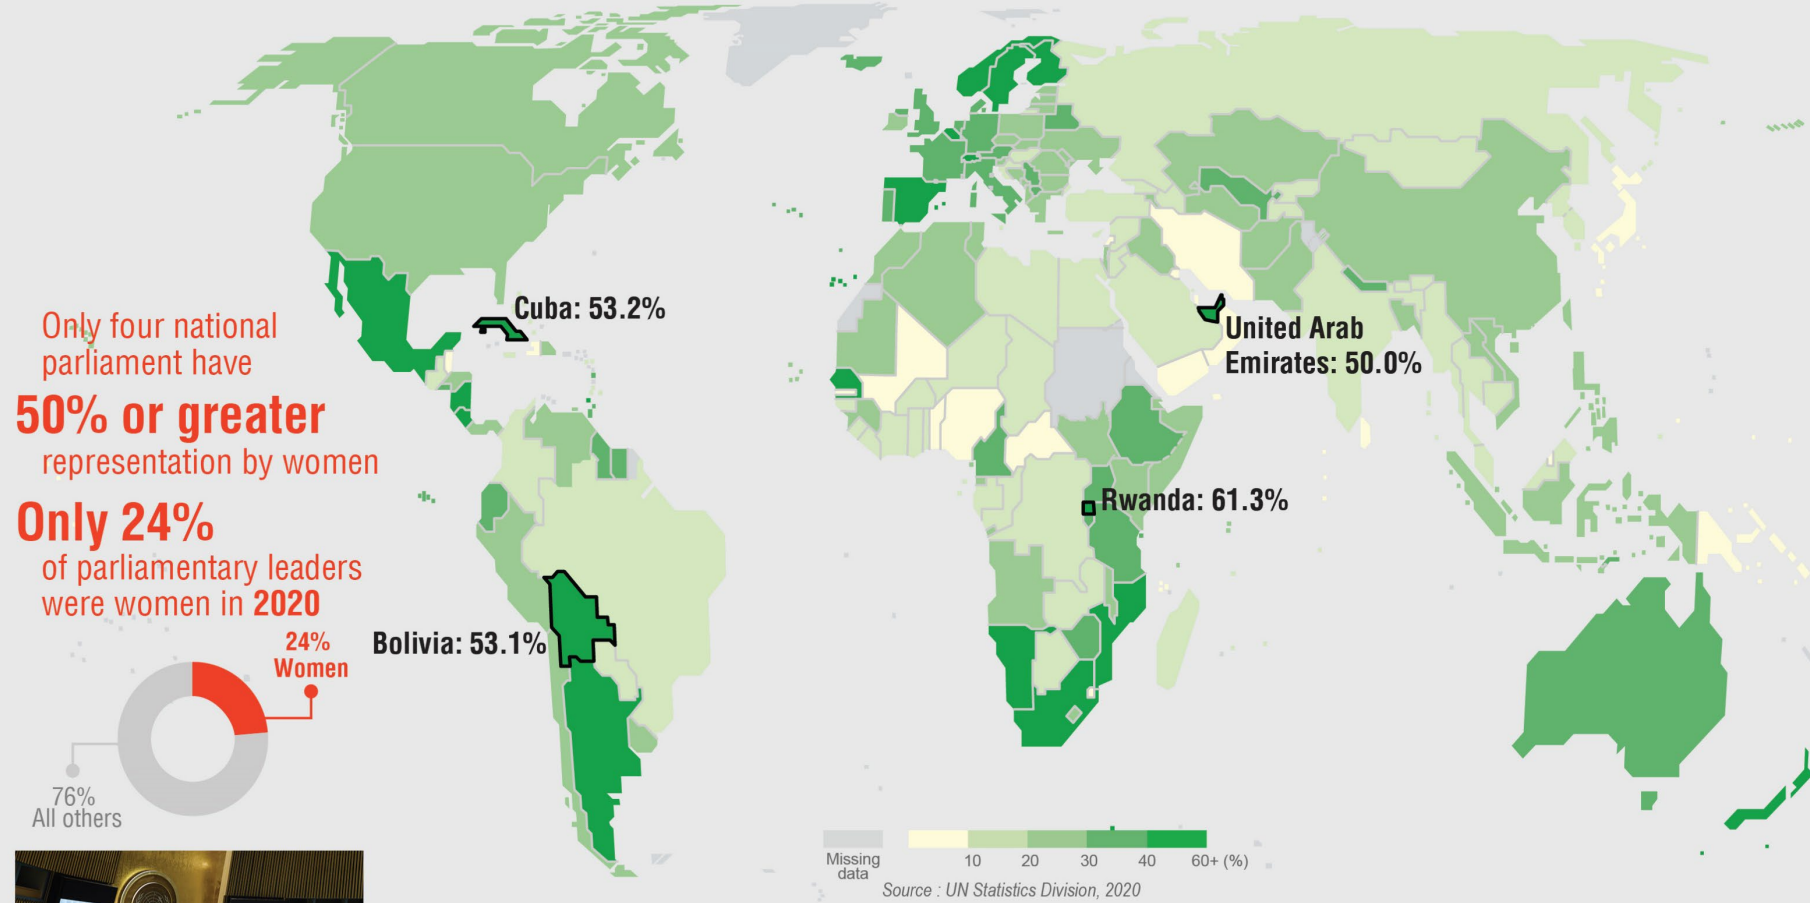 Only four national
parliament have
50% or greater
representation by women
Only 24%
of parliamentary leaders
were women in 2020
24%
Women
76%
All others
Cuba: 53.2%
United Arab
Emirates: 50.0%
Rwanda: 61.3%
Bolivia: 53.1%
Missing
data
10 20 30 40 60+ (%)
Source : UN Statistics Division, 2020